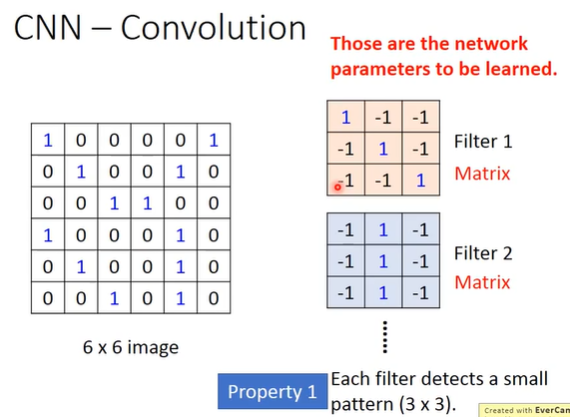 CNN – Convolution
Those are the network
parameters to be learned.
1 0 0 0 0 1
0 1 0 0 1 0
0 0 1 1 0 0
1 0 0 0 1 0
0 1 0 0 1 0
0 0 1 0 1 0
6 x 6 image
1 -1 -1
-1 1 -1
-1 -1 1
Filter 1
Matrix
-1 1 -1
-1 1 -1
-1 1 -1
Filter 2
Matrix
Property 1
Each filter detects a small
pattern (3 x 3).
Created with EverCam